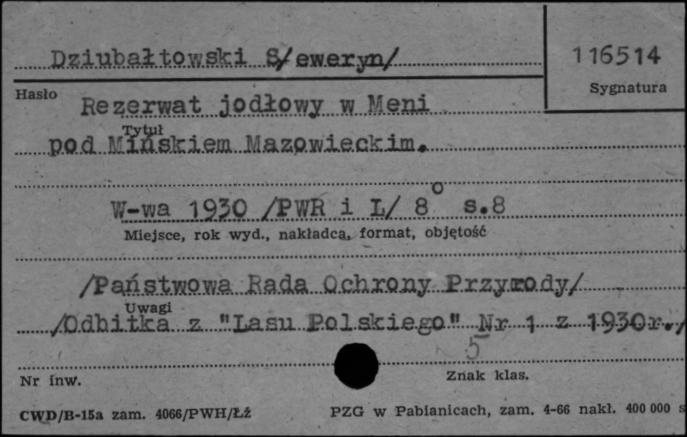 Dziubałtowski S/eweryn/
116514
Sygnatura
Hasło
Rezerwat jodłowy w Meni
Tytuł
pod Mińskiem Mazowieckim.
W-wa 1930 /PWR i L/ 8° s.8
Miejsce, rok wyd., nakładca, format, objętość
/Państwowa Rada Ochrony Przyrody/
Uwagi
/Odbitka z "Lasu Polskiego" Nr 1 z 1930r./
5
Nr inw.
Znak klas.
CWD/B-15a zam. 4066/PWH/Łź
PZG w Pabianicach, zam. 4-66 nakł. 400 000 s